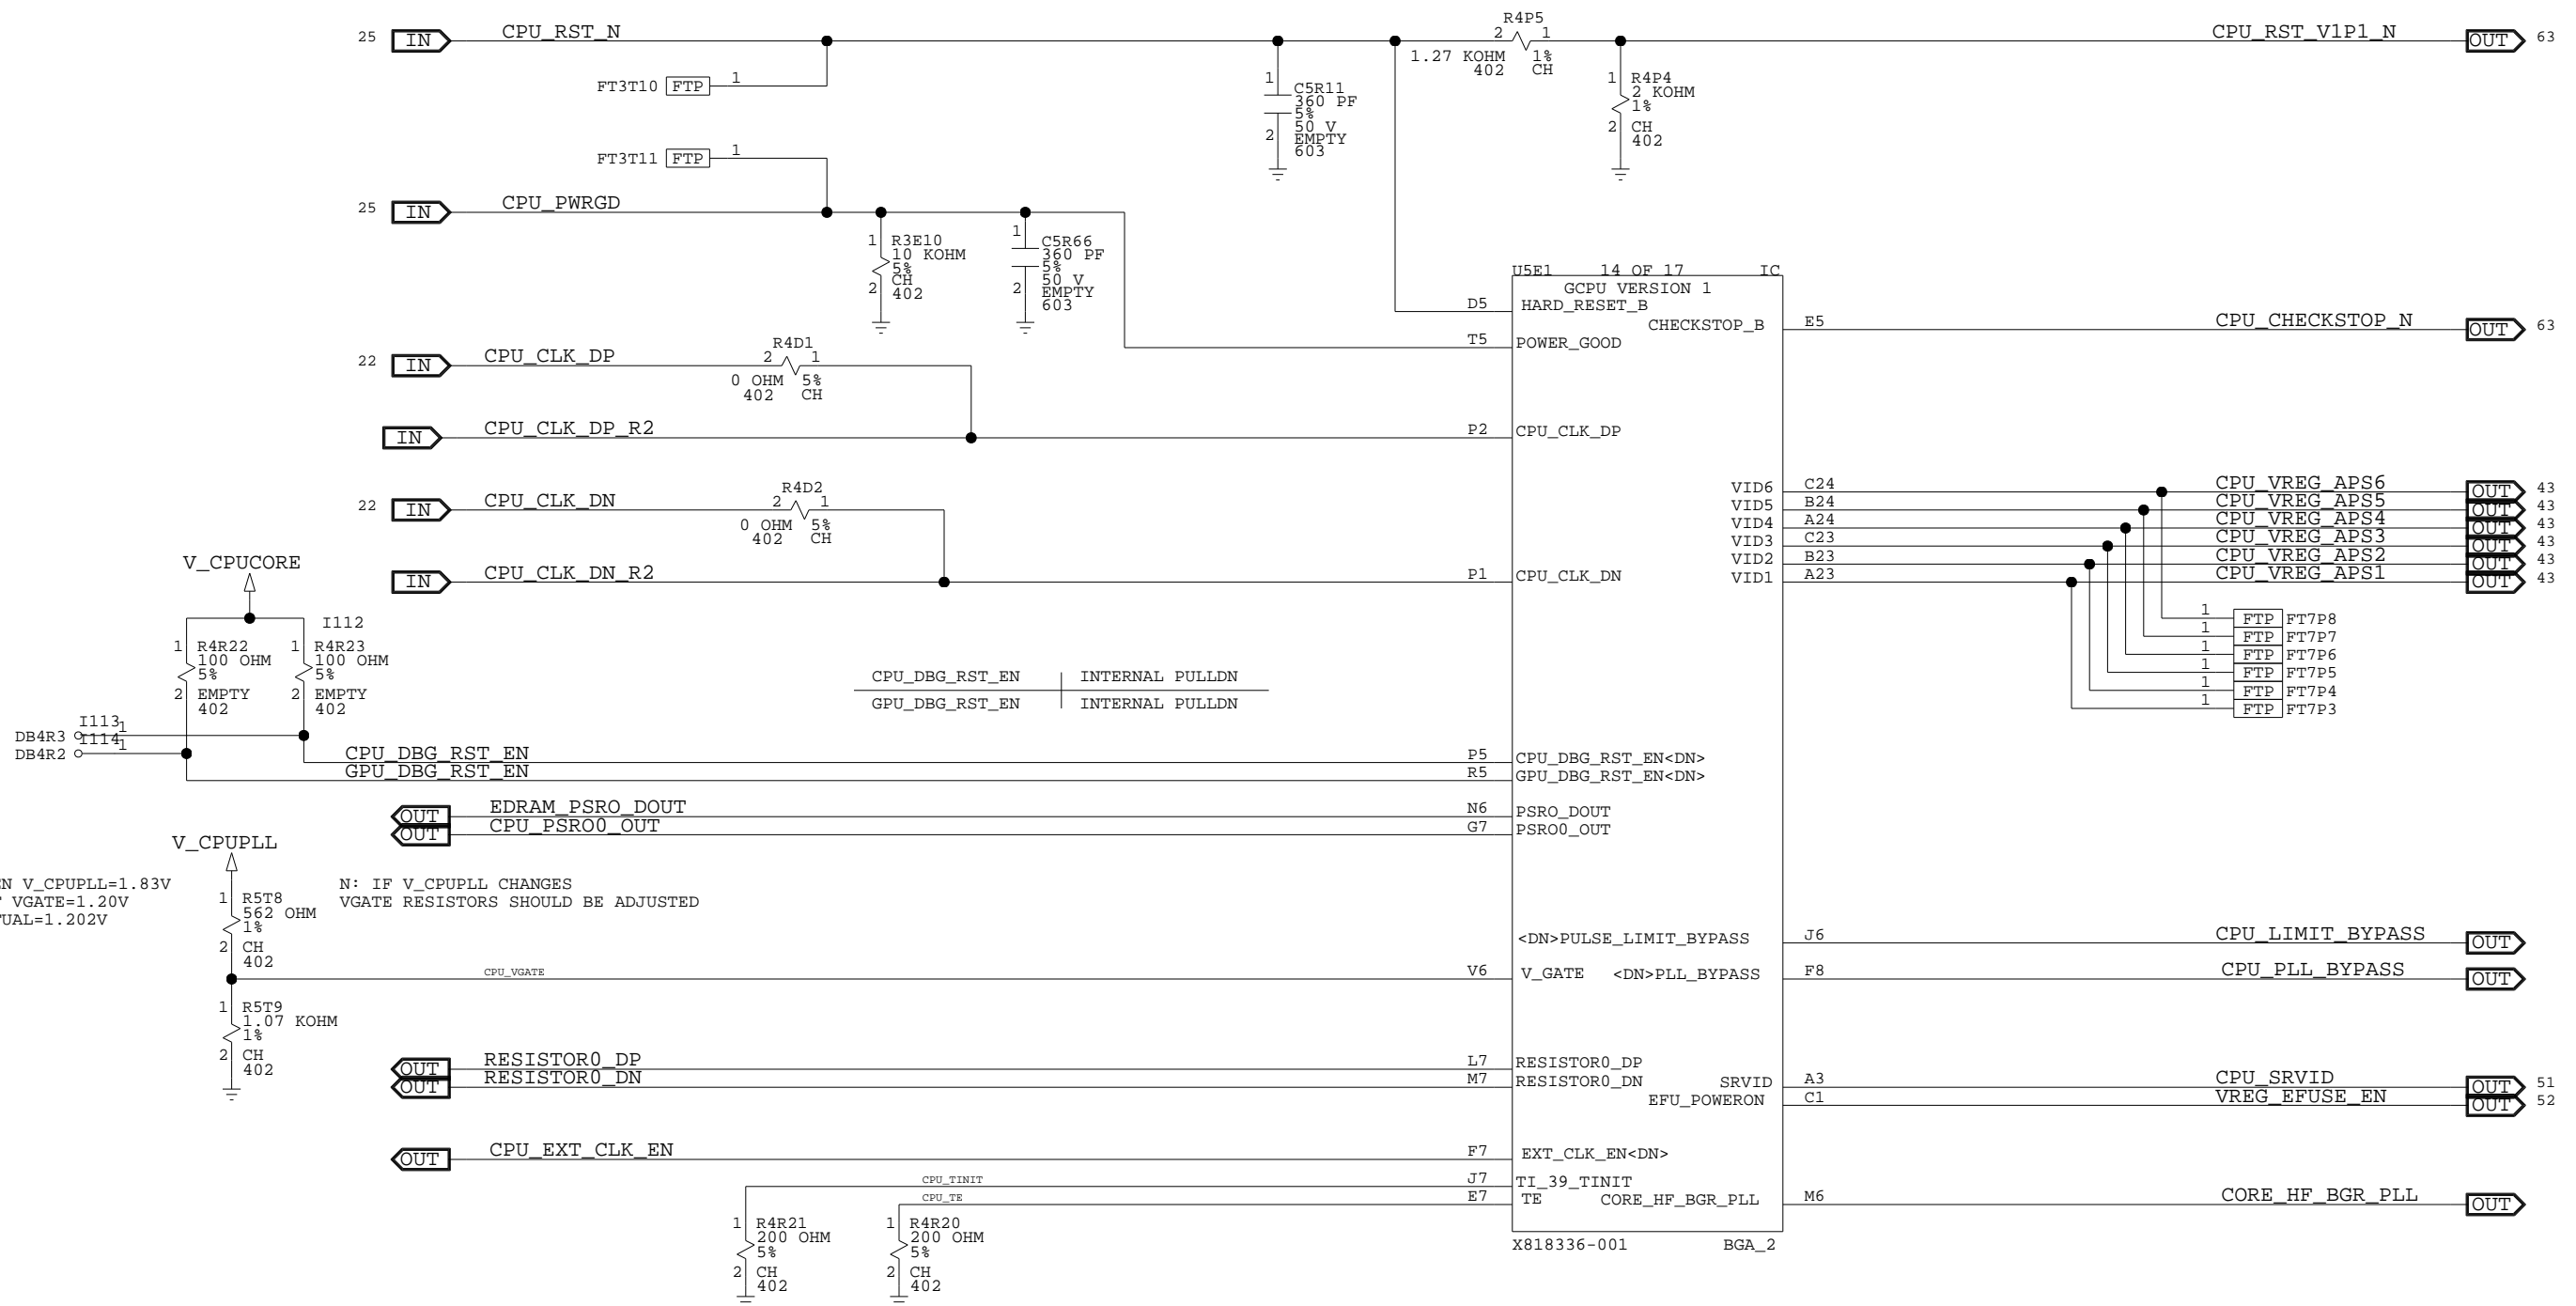 25 IN CPU_RST_N
R4P5
2 1
1.27 KOHM 1%
402 CH
CPU_RST_V1P1_N OUT 63
FT3T10 FTP 1
1 C5R11
360 PF
5%
50 V
2 EMPTY
603
1 R4P4
2 KOHM
1%
2 CH
402
FT3T11 FTP 1
25 IN CPU_PWRGD
1 R3E10
10 KOHM
5%
CH
2 402
1 C5R66
360 PF
5%
50 V
2 EMPTY
603
U5E1 14 OF 17 IC
GCPU VERSION 1
D5 HARD_RESET_B
CHECKSTOP_B E5 CPU_CHECKSTOP_N OUT 63
T5 POWER_GOOD
22 IN CPU_CLK_DP
R4D1
2 1
0 OHM 5%
402 CH
IN CPU_CLK_DP_R2
P2 CPU_CLK_DP
22 IN CPU_CLK_DN
R4D2
2 1
0 OHM 5%
402 CH
IN CPU_CLK_DN_R2
P1 CPU_CLK_DN
VID6 C24 CPU_VREG_APS6 OUT 43
VID5 B24 CPU_VREG_APS5 OUT 43
VID4 A24 CPU_VREG_APS4 OUT 43
VID3 C23 CPU_VREG_APS3 OUT 43
VID2 B23 CPU_VREG_APS2 OUT 43
VID1 A23 CPU_VREG_APS1 OUT 43
1 FTP FT7P8
1 FTP FT7P7
1 FTP FT7P6
1 FTP FT7P5
1 FTP FT7P4
1 FTP FT7P3
V_CPUCORE
I112
1 R4R22
100 OHM
5%
2 EMPTY
402
1 R4R23
100 OHM
5%
2 EMPTY
402
CPU_DBG_RST_EN INTERNAL PULLDN
GPU_DBG_RST_EN INTERNAL PULLDN
DB4R3 I113 1
DB4R2 I114 1
CPU_DBG_RST_EN P5 CPU_DBG_RST_EN<DN>
GPU_DBG_RST_EN R5 GPU_DBG_RST_EN<DN>
OUT EDRAM_PSRO_DOUT N6 PSRO_DOUT
OUT CPU_PSRO0_OUT G7 PSRO0_OUT
V_CPUPLL
N V_CPUPLL=1.83V
VGATE=1.20V
UAL=1.202V
1 R5T8
562 OHM
1%
2 CH
402
N: IF V_CPUPLL CHANGES
VGATE RESISTORS SHOULD BE ADJUSTED
<DN>PULSE_LIMIT_BYPASS J6 CPU_LIMIT_BYPASS OUT
CPU_VGATE V6 V_GATE
<DN>PLL_BYPASS F8 CPU_PLL_BYPASS OUT
1 R5T9
1.07 KOHM
1%
2 CH
402
OUT RESISTOR0_DP L7 RESISTOR0_DP
OUT RESISTOR0_DN M7 RESISTOR0_DN
SRVID A3 CPU_SRVID OUT 51
EFU_POWERON C1 VREG_EFUSE_EN OUT 52
OUT CPU_EXT_CLK_EN F7 EXT_CLK_EN<DN>
CPU_TINIT J7 TI_39_TINIT
CPU_TE E7 TE
CORE_HF_BGR_PLL M6 CORE_HF_BGR_PLL OUT
1 R4R21
200 OHM
5%
2 CH
402
1 R4R20
200 OHM
5%
2 CH
402
X818336-001 BGA_2